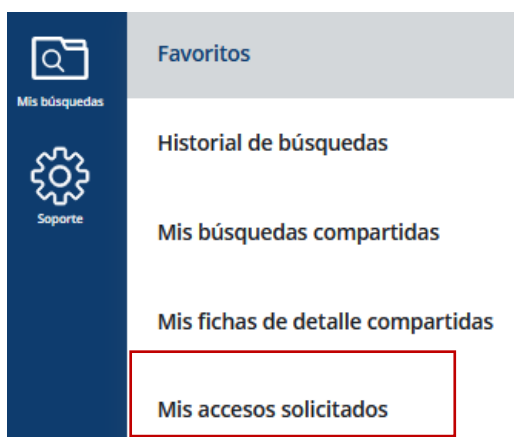 Mis búsquedas
Soporte
Favoritos
Historial de búsquedas
Mis búsquedas compartidas
Mis fichas de detalle compartidas
Mis accesos solicitados